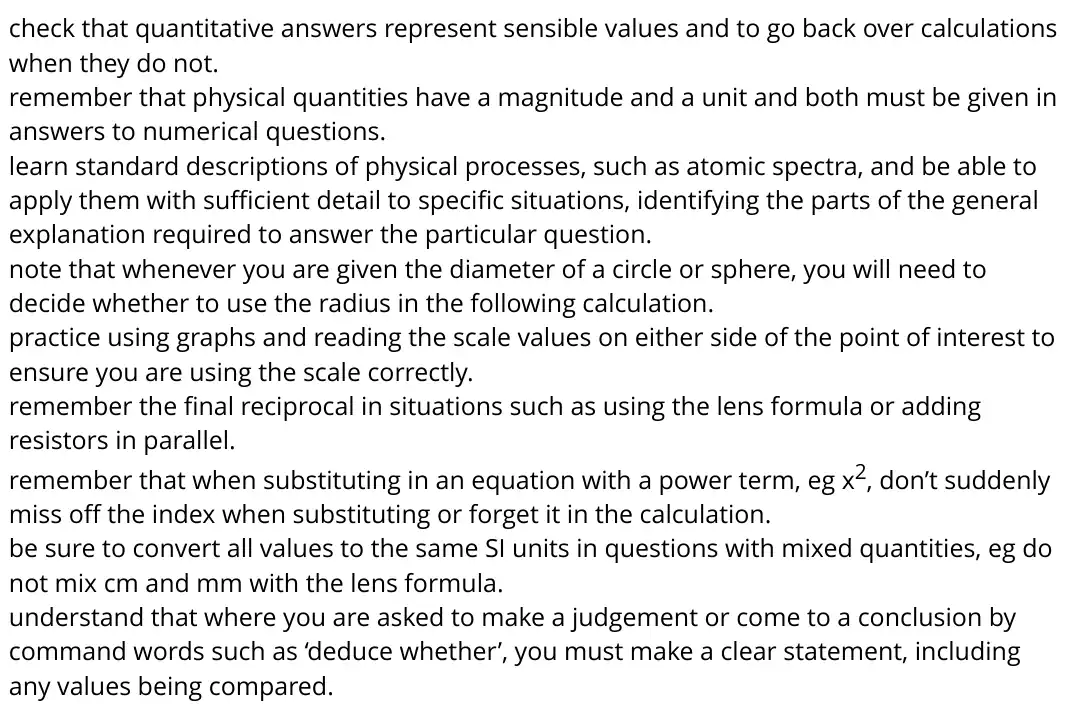 check that quantitative answers represent sensible values and to go back over calculations
when they do not.
remember that physical quantities have a magnitude and a unit and both must be given in
answers to numerical questions.
learn standard descriptions of physical processes, such as atomic spectra, and be able to
apply them with sufficient detail to specific situations, identifying the parts of the general
explanation required to answer the particular question.
note that whenever you are given the diameter of a circle or sphere, you will need to
decide whether to use the radius in the following calculation.
practice using graphs and reading the scale values on either side of the point of interest to
ensure you are using the scale correctly.
remember the final reciprocal in situations such as using the lens formula or adding
resistors in parallel.
remember that when substituting in an equation with a power term, eg x², don’t suddenly
miss off the index when substituting or forget it in the calculation.
be sure to convert all values to the same SI units in questions with mixed quantities, eg do
not mix cm and mm with the lens formula.
understand that where you are asked to make a judgement or come to a conclusion by
command words such as ‘deduce whether’, you must make a clear statement, including
any values being compared.